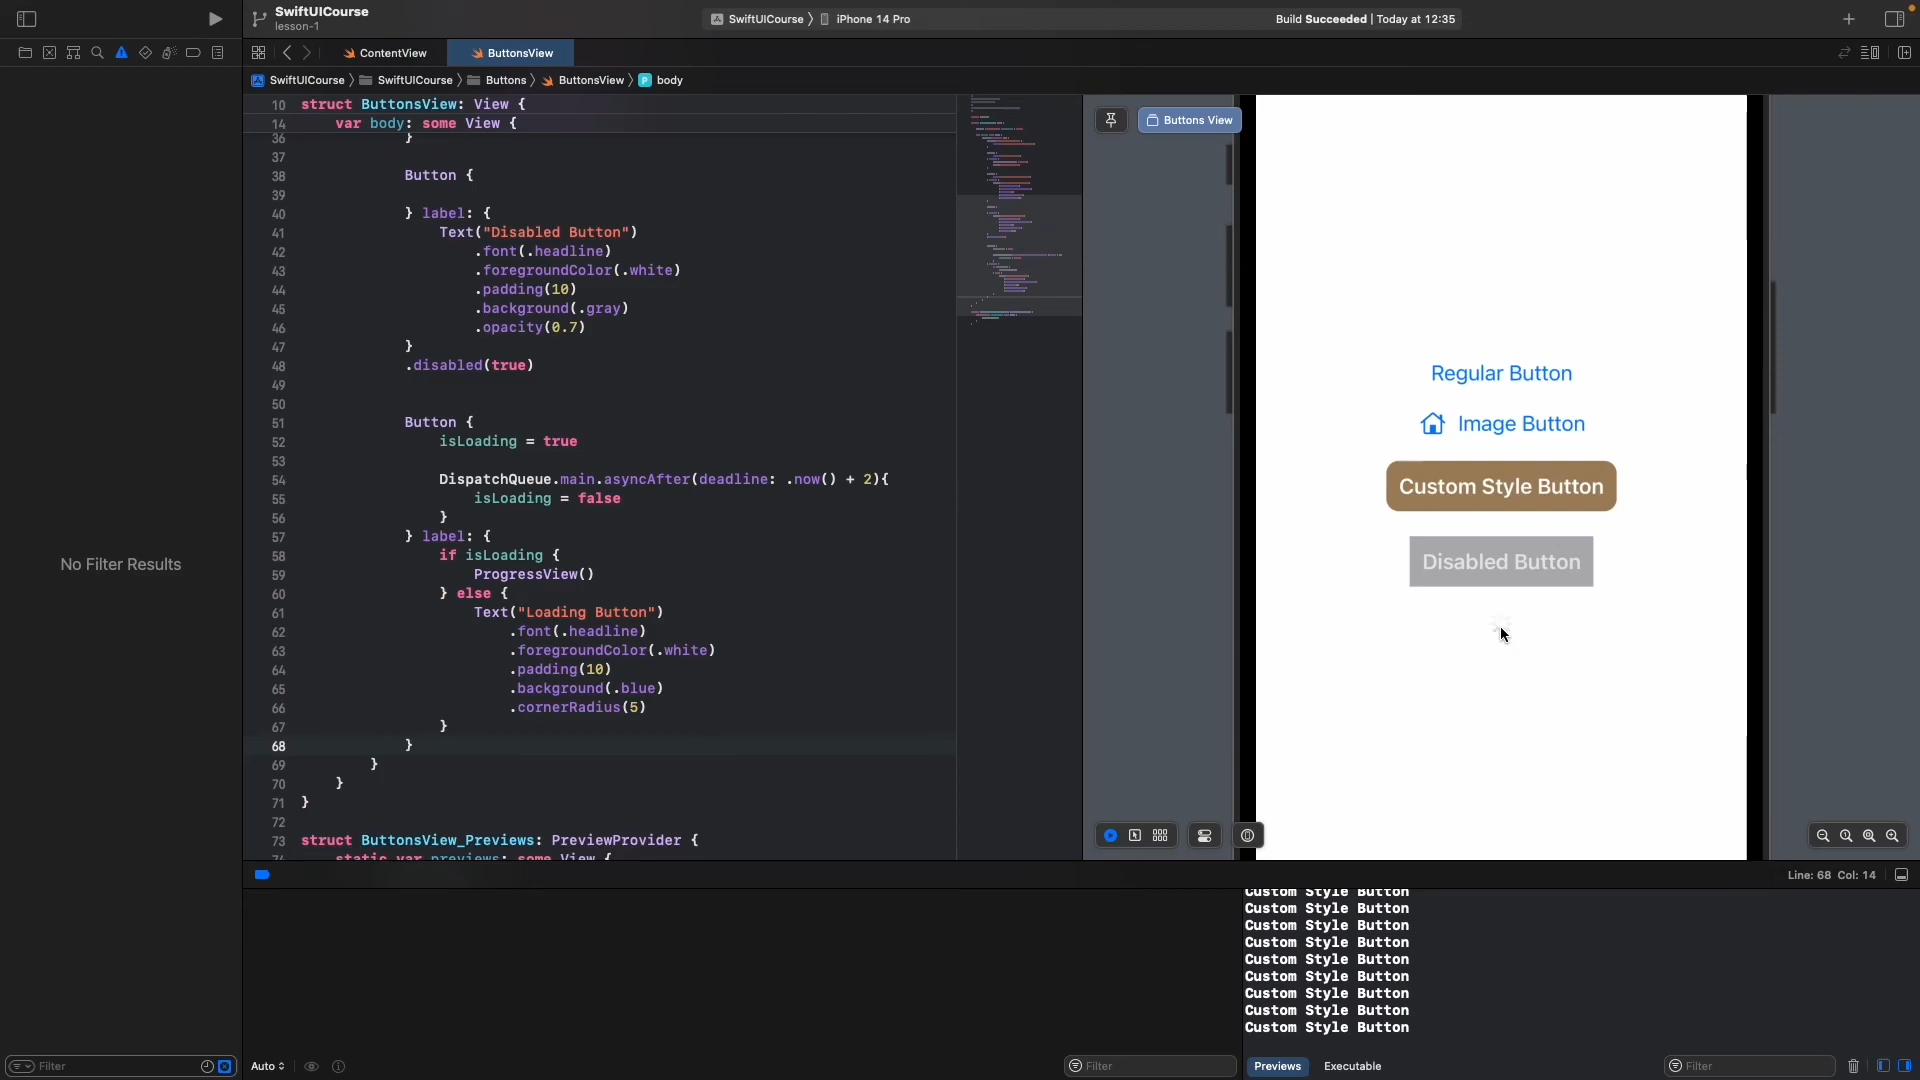 SwiftUICourse
lesson-1
SwiftUICourse iPhone 14 Pro
Build Succeeded | Today at 12:35
ContentView
ButtonsView
SwiftUICourse SwiftUICourse Buttons ButtonsView P body
10 struct ButtonsView: View {
14 var body: some View {
36 }
37
38 Button {
39
40 } label: {
41 Text("Disabled Button")
42 .font(.headline)
43 .foregroundColor(.white)
44 .padding(10)
45 .background(.gray)
46 .opacity(0.7)
47 }
48 .disabled(true)
49
50
51 Button {
52 isLoading = true
53
54 DispatchQueue.main.asyncAfter(deadline: .now() + 2){
55 isLoading = false
56 }
57 } label: {
58 if isLoading {
59 ProgressView()
60 } else {
61 Text("Loading Button")
62 .font(.headline)
63 .foregroundColor(.white)
64 .padding(10)
65 .background(.blue)
66 .cornerRadius(5)
67 }
68 }
69 }
70 }
71 }
72
73 struct ButtonsView_Previews: PreviewProvider {
74 static var previews: some View {
No Filter Results
Buttons View
Regular Button
Image Button
Custom Style Button
Disabled Button
Line: 68 Col: 14
Custom Style Button
Custom Style Button
Custom Style Button
Custom Style Button
Custom Style Button
Custom Style Button
Custom Style Button
Custom Style Button
Custom Style Button
Filter
Auto
Filter
Previews
Executable
Filter